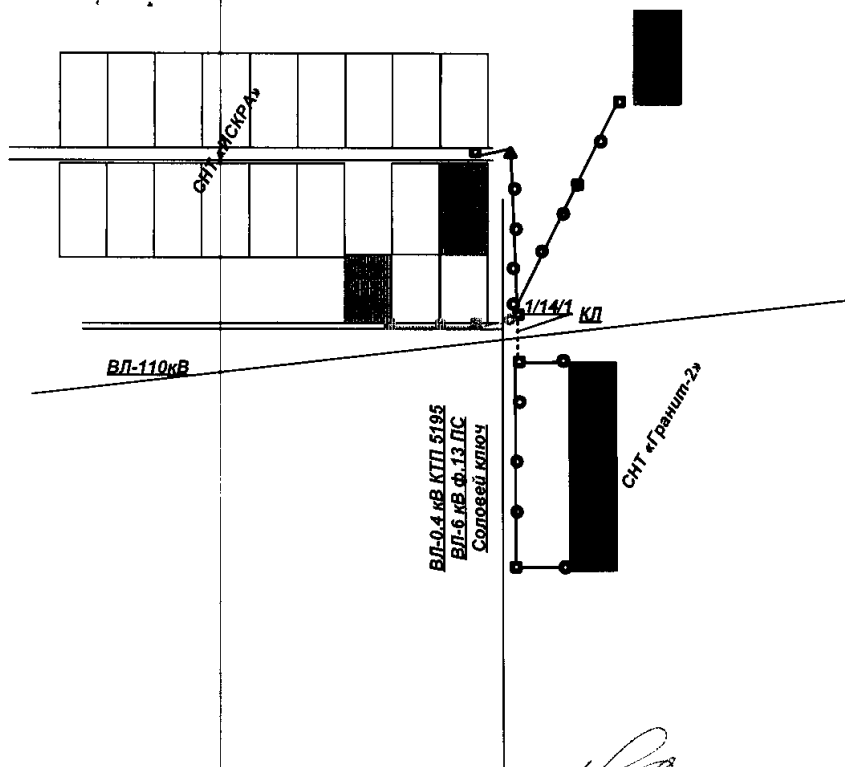 СНТ «ИСКРА»
1/14/1
КЛ
ВЛ-110кВ
ВЛ-0.4 кВ КТП 5195
ВЛ-6 кВ ф.13 ПС
Соловей ключ
СНТ «Гранит-2»